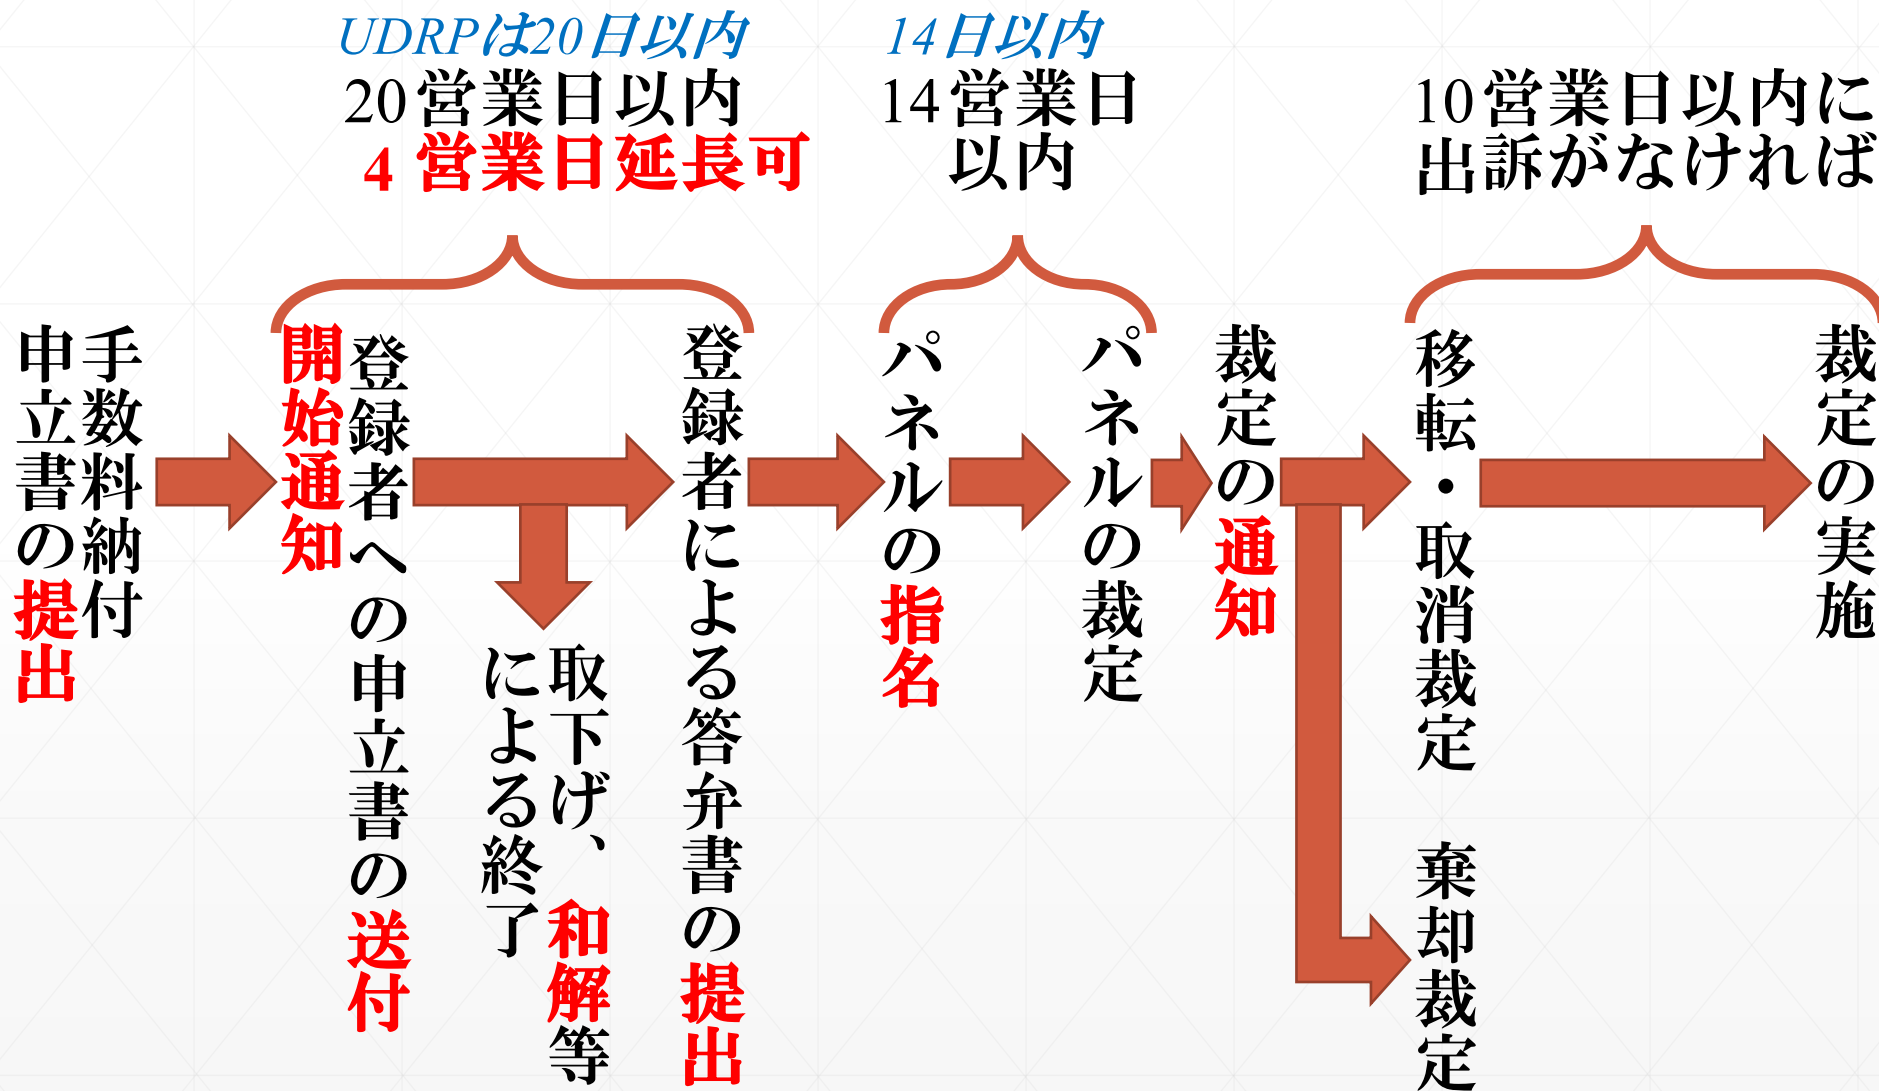 UDRPは20日以内
20営業日以内
4 営業日延長可
14日以内
14営業日
以内
10営業日以内に
出訴がなければ
手数料納付
申立書の提出
登録者への申立書の送付
開始通知
取下げ、和解等
による終了
登録者による答弁書の提出
パネルの指名
パネルの裁定
裁定の通知
移転・取消裁定
棄却裁定
裁定の実施